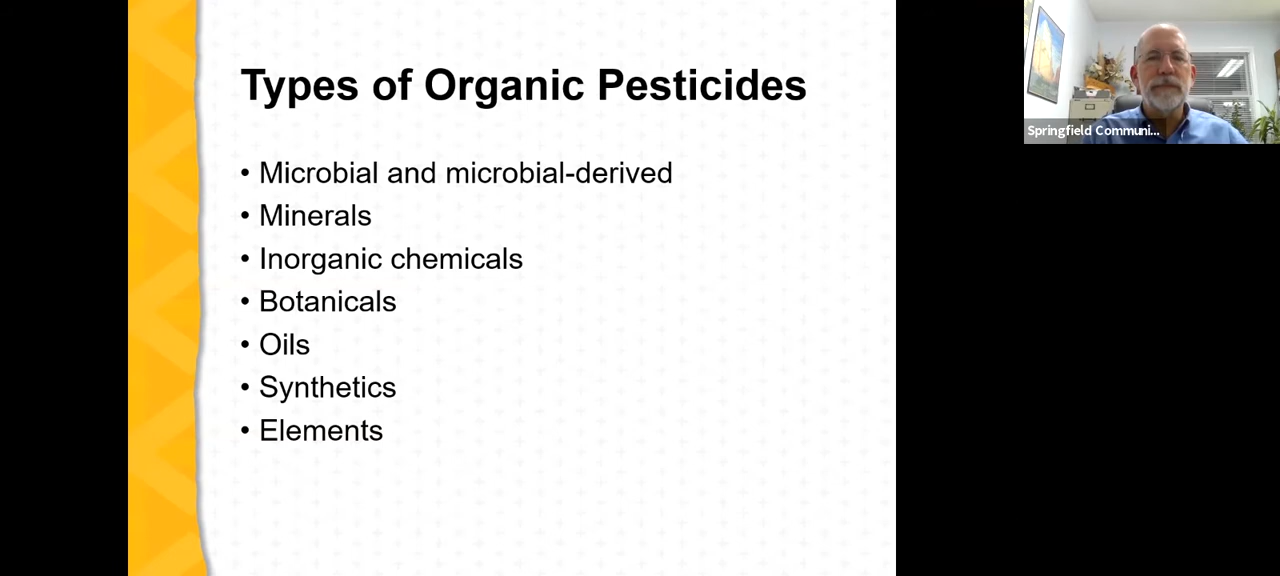 Types of Organic Pesticides
• Microbial and microbial-derived
• Minerals
• Inorganic chemicals
• Botanicals
• Oils
• Synthetics
• Elements
Springfield Communi...